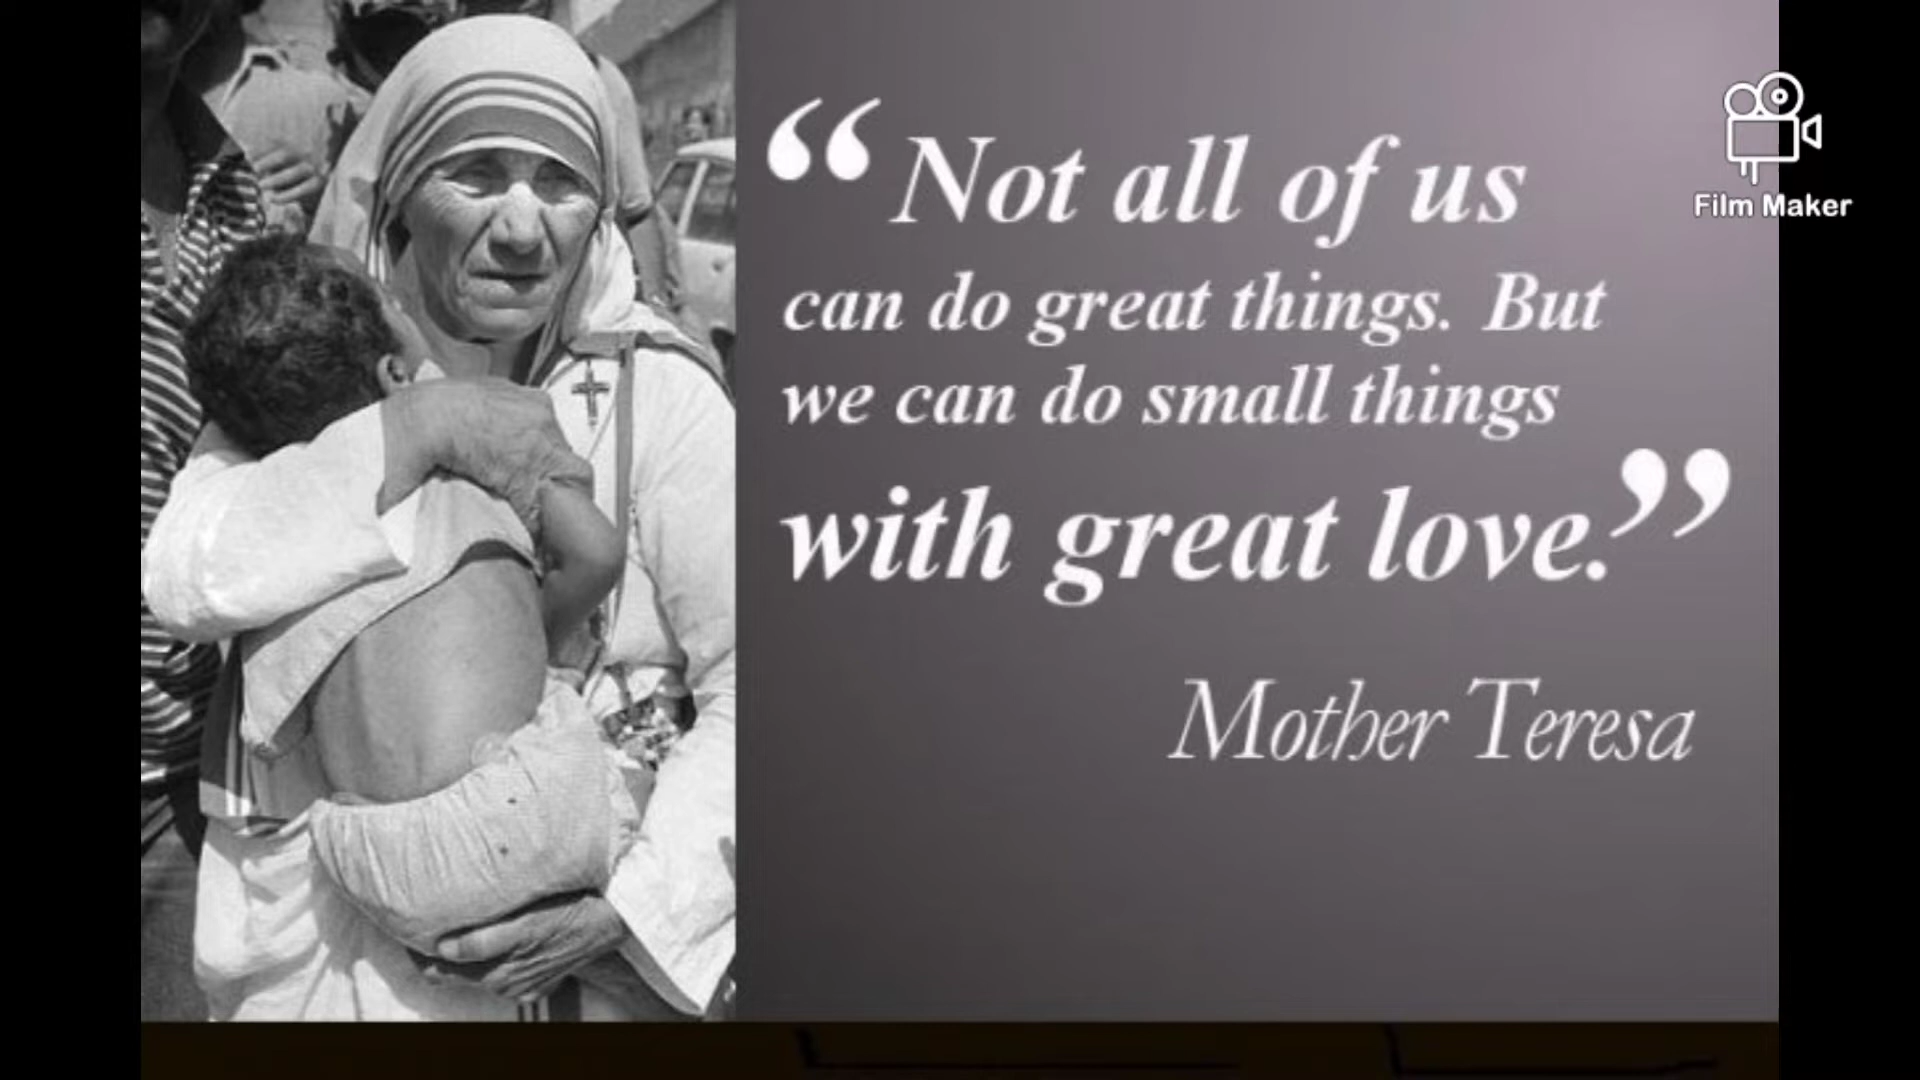 “Not all of us
can do great things. But
we can do small things
with great love.”
Mother Teresa
Film Maker